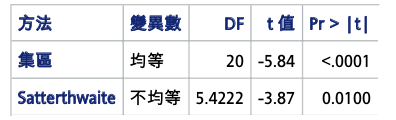 方法 變異數 DF t 值 Pr > |t|
集區 均等 20 -5.84 <.0001
Satterthwaite 不均等 5.4222 -3.87 0.0100